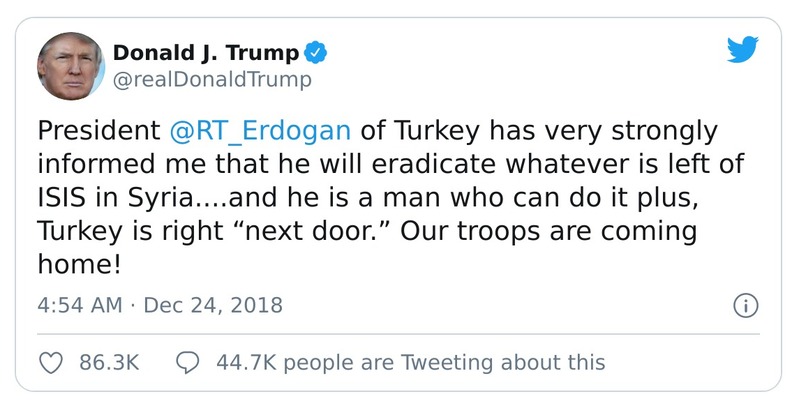 Donald J. Trump
@realDonaldTrump
President @RT_Erdogan of Turkey has very strongly
informed me that he will eradicate whatever is left of
ISIS in Syria....and he is a man who can do it plus,
Turkey is right “next door.” Our troops are coming
home!
4:54 AM · Dec 24, 2018
86.3K 44.7K people are Tweeting about this